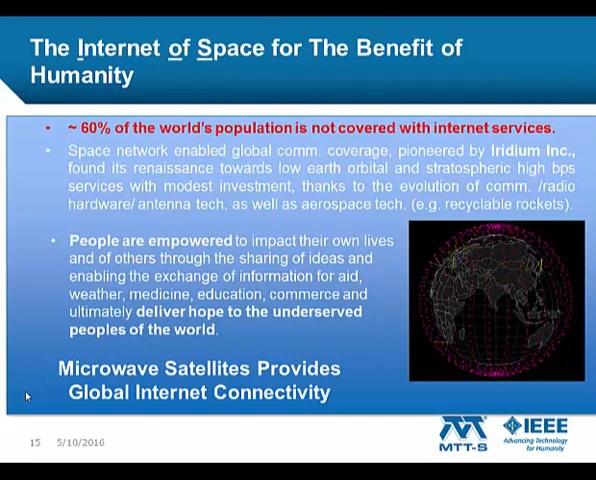 The Internet of Space for The Benefit of
Humanity
• ~ 60% of the world's population is not covered with internet services.
• Space network enabled global comm. coverage, pioneered by Iridium Inc.,
found its renaissance towards low earth orbital and stratospheric high bps
services with modest investment, thanks to the evolution of comm. /radio
hardware/ antenna tech. as well as aerospace tech. (e.g. recyclable rockets).
• People are empowered to impact their own lives
and of others through the sharing of ideas and
enabling the exchange of information for aid,
weather, medicine, education, commerce and
ultimately deliver hope to the underserved
peoples of the world.
Microwave Satellites Provides
Global Internet Connectivity
15 5/10/2016
MTT-S
IEEE
Advancing Technology
for Humanity